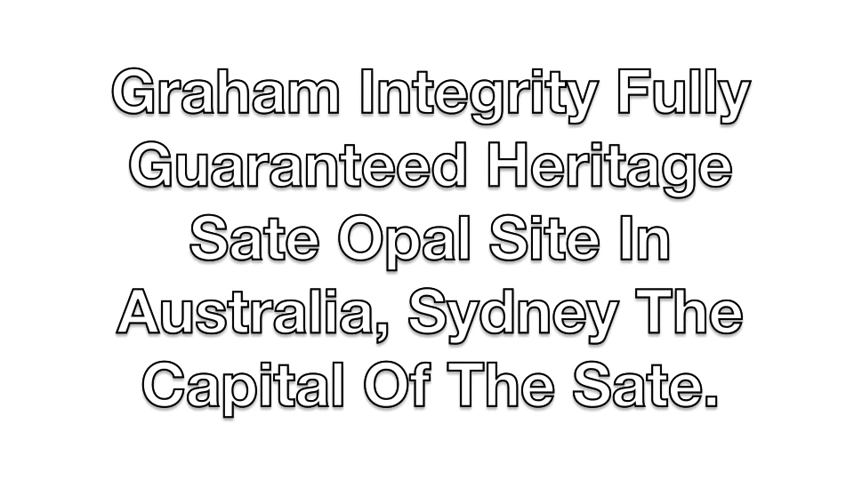 Graham Integrity Fully
Guaranteed Heritage
Sate Opal Site In
Australia, Sydney The
Capital Of The Sate.